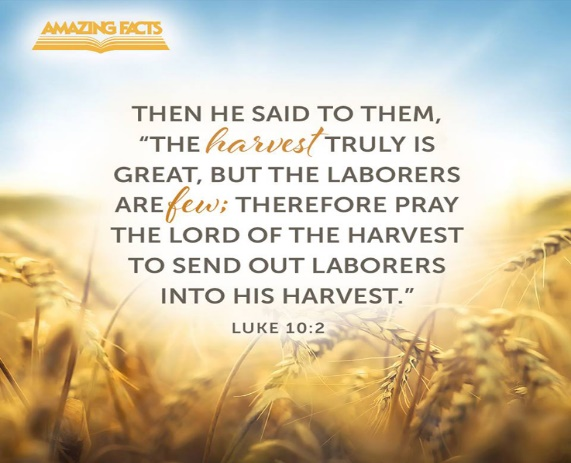 AMAZING FACTS
THEN HE SAID TO THEM,
“THE harvest TRULY IS
GREAT, BUT THE LABORERS
ARE few; THEREFORE PRAY
THE LORD OF THE HARVEST
TO SEND OUT LABORERS
INTO HIS HARVEST.”
LUKE 10:2